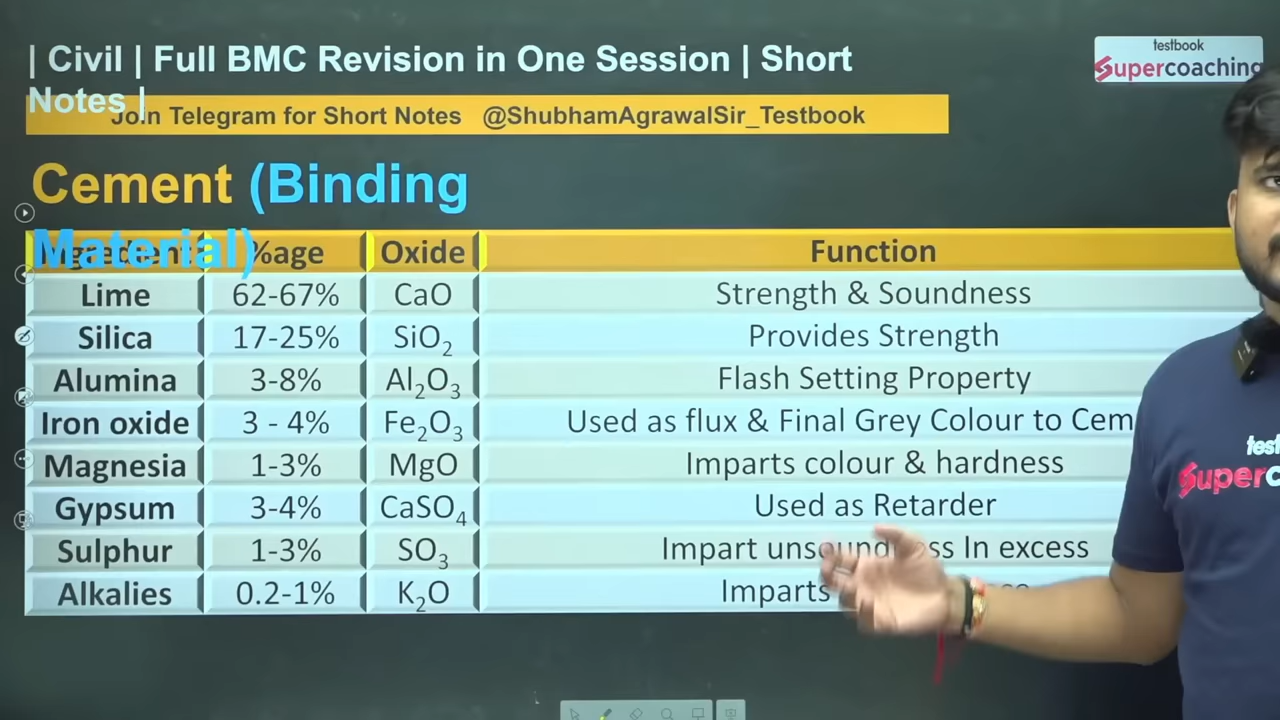 | Civil | Full BMC Revision in One Session | Short
Notes |
testbook
Supercoaching
Join Telegram for Short Notes @ShubhamAgrawalSir_Testbook
Cement (Binding
Material)
Ingredient %age Oxide Function
Lime 62-67% CaO Strength & Soundness
Silica 17-25% SiO₂ Provides Strength
Alumina 3-8% Al₂O₃ Flash Setting Property
Iron oxide 3 - 4% Fe₂O₃ Used as flux & Final Grey Colour to Cem
Magnesia 1-3% MgO Imparts colour & hardness
Gypsum 3-4% CaSO₄ Used as Retarder
Sulphur 1-3% SO₃ Impart unsoundness In excess
Alkalies 0.2-1% K₂O Imparts
test
Superc